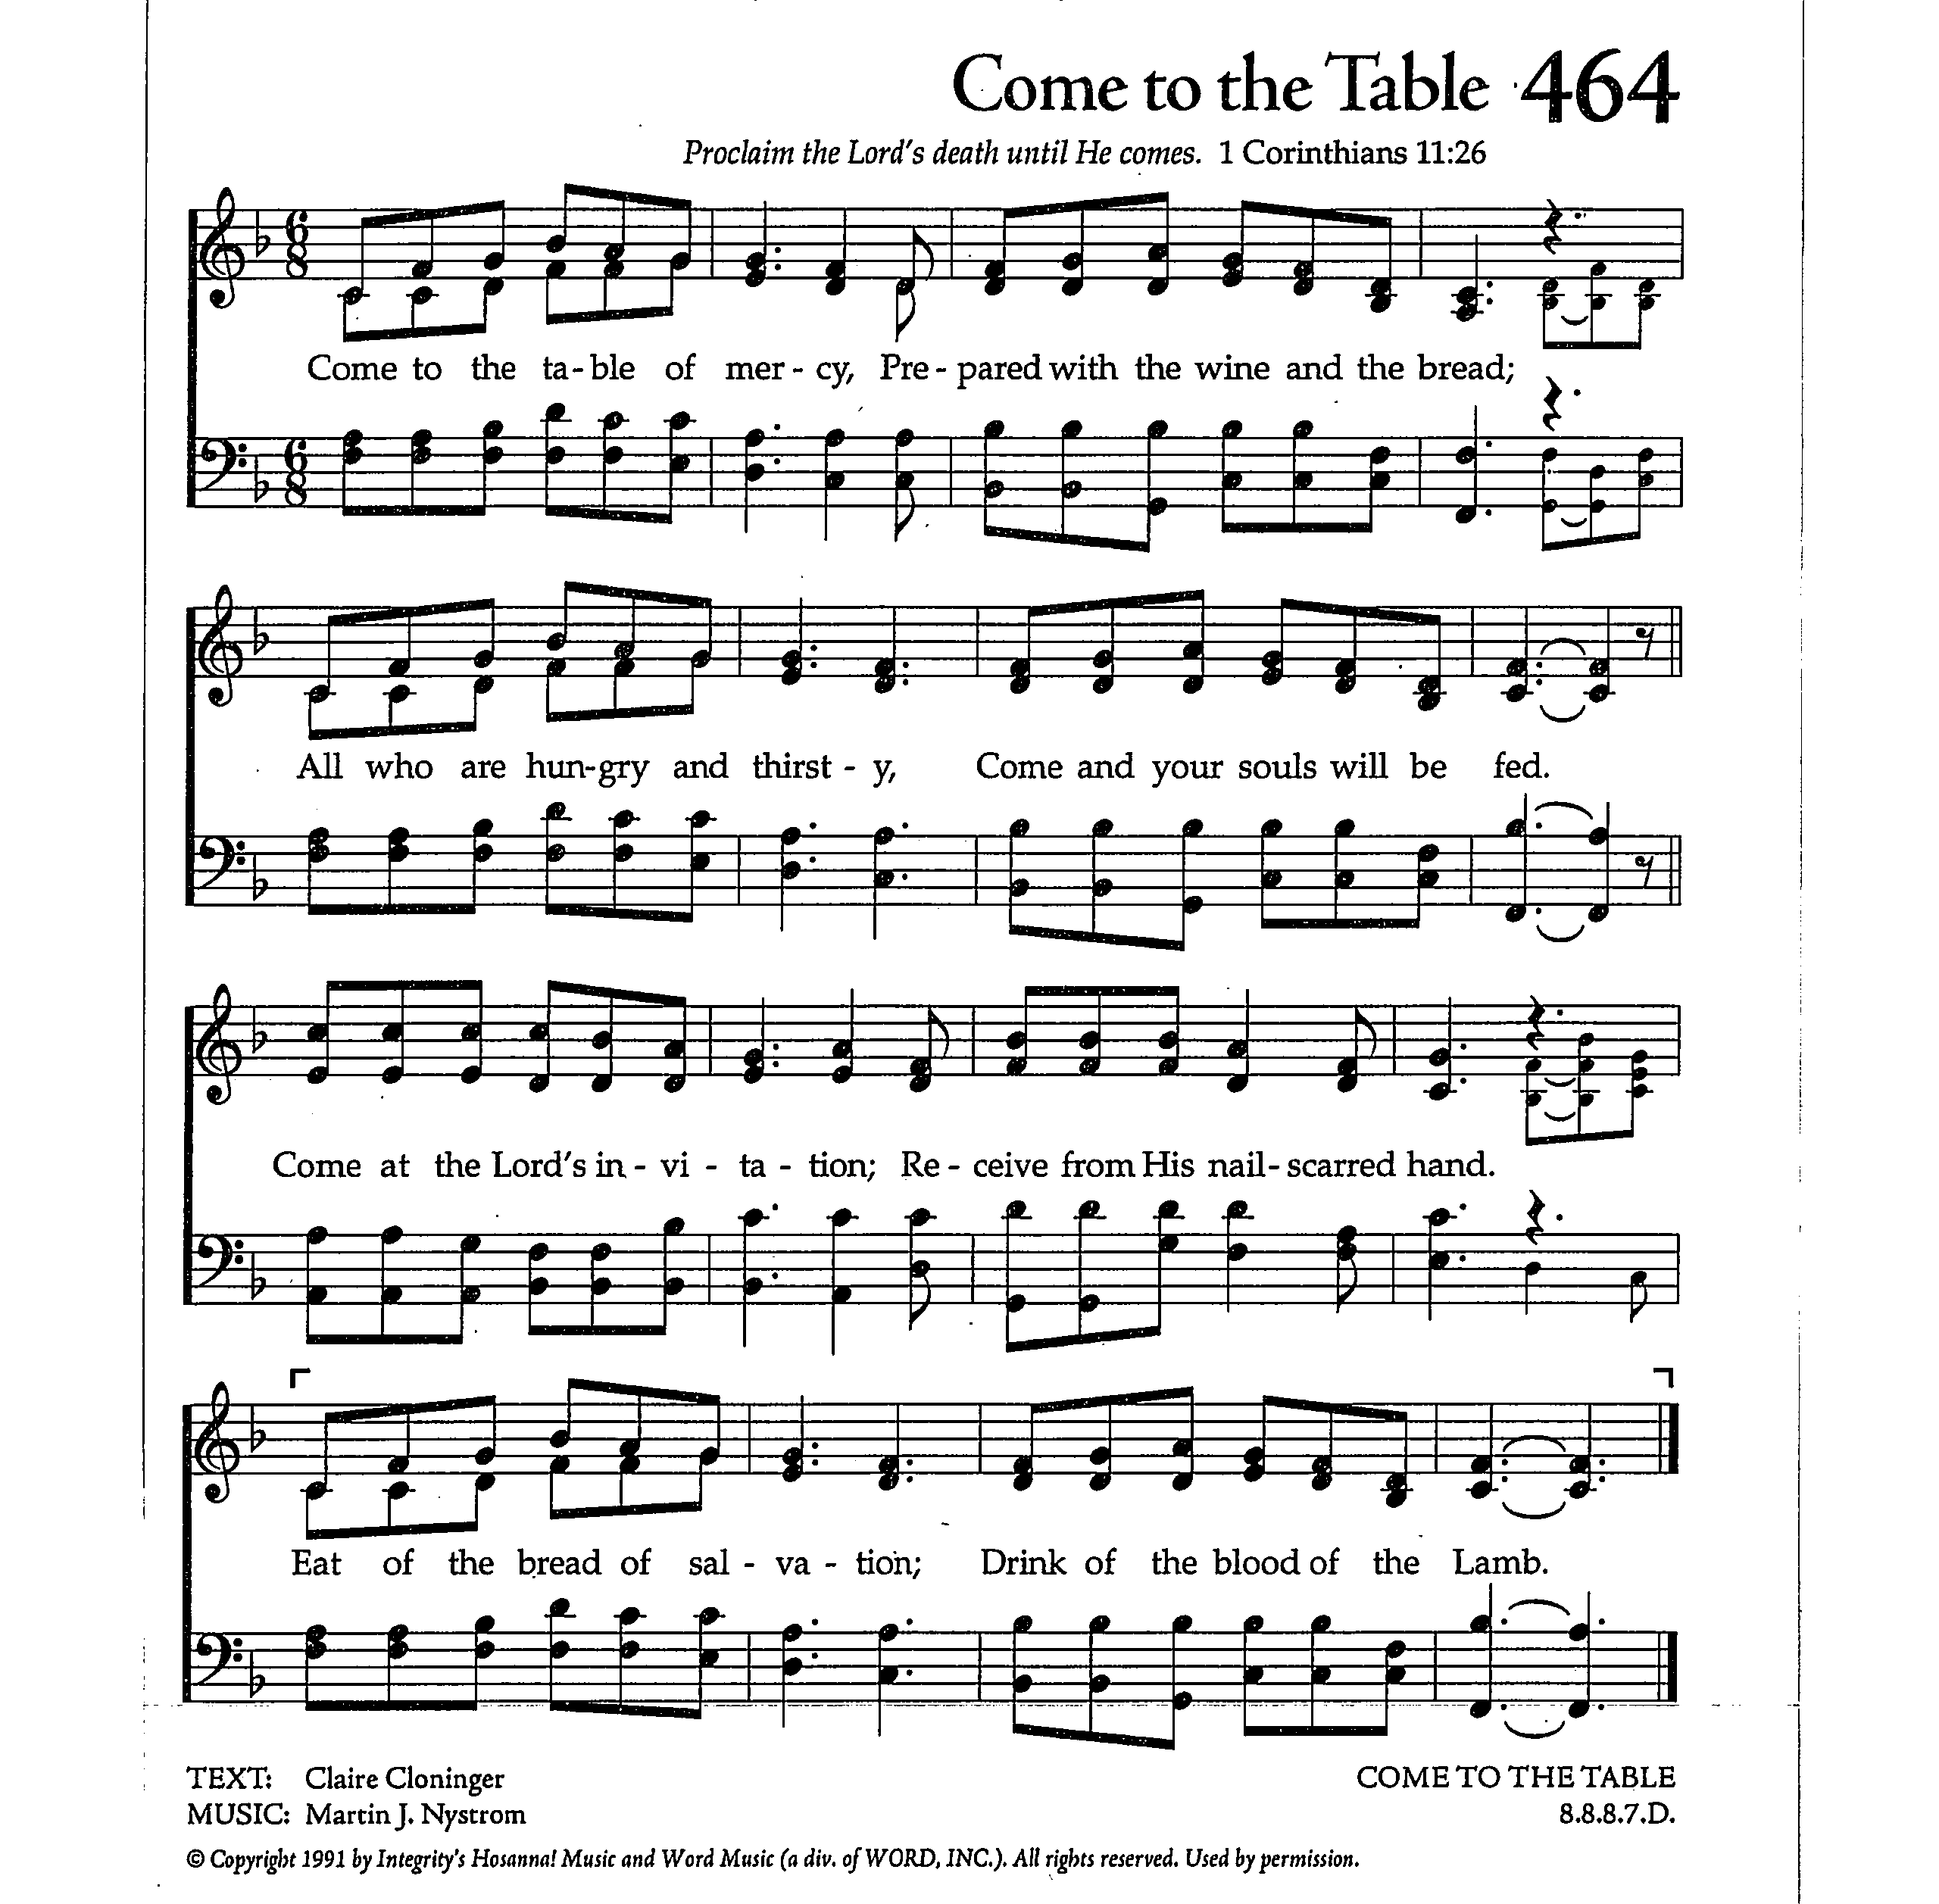 Come to the Table 464
Proclaim the Lord's death until He comes. 1 Corinthians 11:26
Come to the ta-ble of mer-cy, Pre-pared with the wine and the bread;
All who are hun-gry and thirst-y, Come and your souls will be fed.
Come at the Lord's in-vi-ta-tion; Re-ceive from His nail-scarred hand.
Eat of the bread of sal-va-tion; Drink of the blood of the Lamb.
TEXT: Claire Cloninger COME TO THE TABLE
MUSIC: Martin J. Nystrom 8.8.8.7.D.
© Copyright 1991 by Integrity's Hosanna! Music and Word Music (a div. of WORD, INC.). All rights reserved. Used by permission.